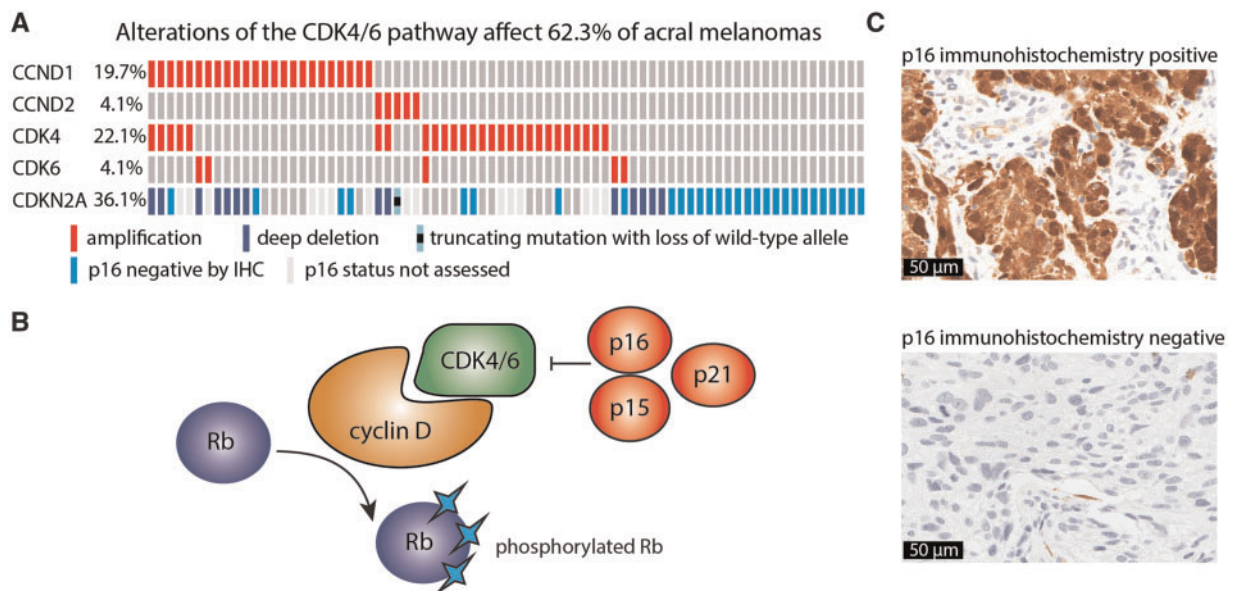 A
Alterations of the CDK4/6 pathway affect 62.3% of acral melanomas
CCND1 19.7%
CCND2 4.1%
CDK4 22.1%
CDK6 4.1%
CDKN2A 36.1%
amplification deep deletion truncating mutation with loss of wild-type allele
p16 negative by IHC p16 status not assessed
B
CDK4/6
p16
p21
p15
cyclin D
Rb
Rb
phosphorylated Rb
C
p16 immunohistochemistry positive
50 µm
p16 immunohistochemistry negative
50 µm